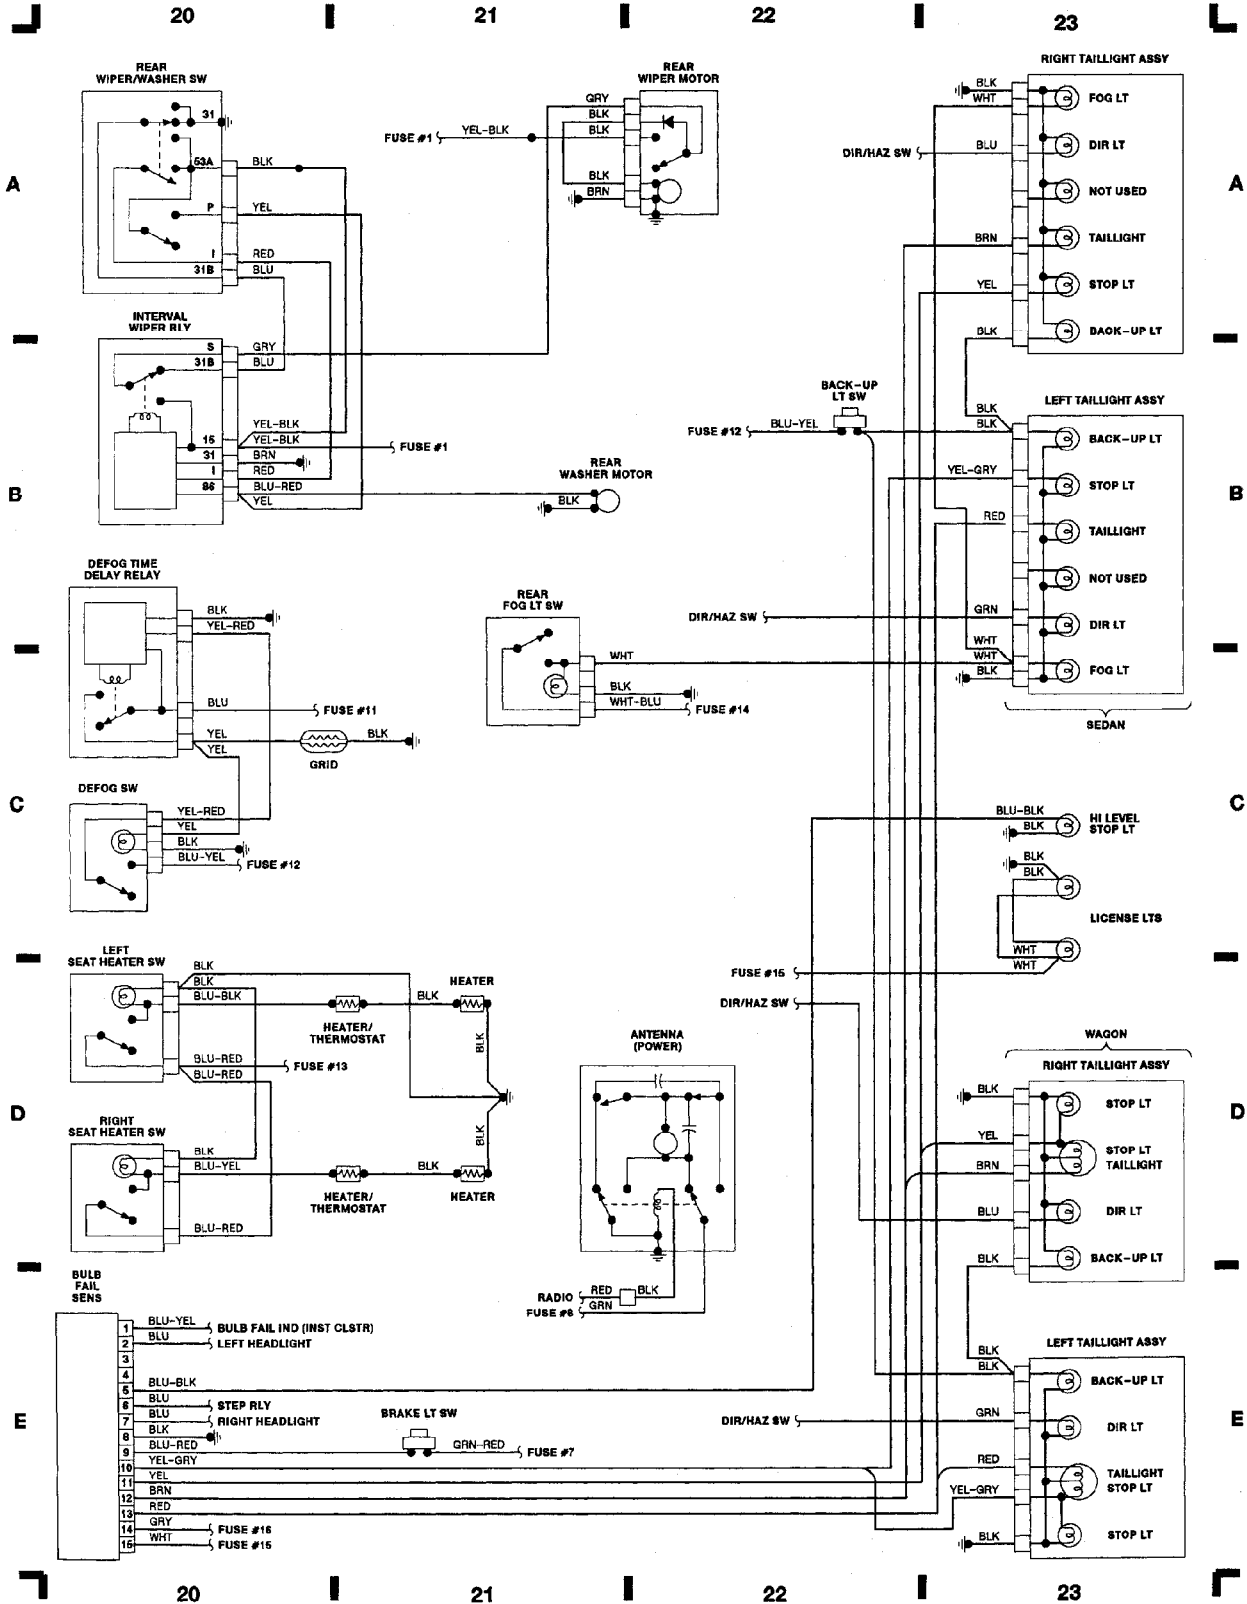 20 21 22 23
REAR
WIPER/WASHER SW
31
53A
BLK
P
YEL
I
RED
31B
BLU
A
FUSE #1
YEL-BLK
REAR
WIPER MOTOR
GRY
BLK
BLK
BLK
BRN
RIGHT TAILLIGHT ASSY
BLK
WHT
FOG LT
DIR/HAZ SW
BLU
DIR LT
NOT USED
BRN
TAILLIGHT
YEL
STOP LT
BLK
BACK-UP LT
A
INTERVAL
WIPER RLY
S
GRY
31B
BLU
YEL-BLK
15
YEL-BLK
FUSE #1
31
BRN
I
RED
86
BLU-RED
YEL
B
REAR
WASHER MOTOR
BLK
BACK-UP
LT SW
FUSE #12
BLU-YEL
LEFT TAILLIGHT ASSY
BLK
BLK
BACK-UP LT
YEL-GRY
STOP LT
RED
TAILLIGHT
NOT USED
DIR/HAZ SW
GRN
DIR LT
WHT
WHT
FOG LT
BLK
SEDAN
B
DEFOG TIME
DELAY RELAY
BLK
YEL-RED
BLU
FUSE #11
YEL
BLK
YEL
GRID
REAR
FOG LT SW
WHT
BLK
WHT-BLU
FUSE #14
C
DEFOG SW
YEL-RED
YEL
BLK
BLU-YEL
FUSE #12
BLU-BLK
BLK
HI LEVEL
STOP LT
BLK
BLK
LICENSE LTS
WHT
WHT
FUSE #15
C
LEFT
SEAT HEATER SW
BLK
BLK
BLU-BLK
HEATER/
THERMOSTAT
BLK
HEATER
BLK
BLU-RED
FUSE #13
BLU-RED
D
RIGHT
SEAT HEATER SW
BLK
BLU-YEL
HEATER/
THERMOSTAT
BLK
HEATER
BLK
BLU-RED
ANTENNA
(POWER)
RADIO
RED
BLK
FUSE #8
GRN
DIR/HAZ SW
WAGON
RIGHT TAILLIGHT ASSY
BLK
STOP LT
YEL
STOP LT
TAILLIGHT
BRN
BLU
DIR LT
BLK
BACK-UP LT
D
BULB
FAIL
SENS
1 BLU-YEL BULB FAIL IND (INST CLSTR)
2 BLU LEFT HEADLIGHT
3
4
5 BLU-BLK
6 BLU STEP RLY
7 BLU RIGHT HEADLIGHT
8 BLK
9 BLU-RED
10 YEL-GRY
11 YEL
12 BRN
13 RED
14 GRY FUSE #16
15 WHT FUSE #15
BRAKE LT SW
GRN-RED
FUSE #7
E
LEFT TAILLIGHT ASSY
BLK
BLK
BACK-UP LT
DIR/HAZ SW
GRN
DIR LT
RED
TAILLIGHT
STOP LT
YEL-GRY
BLK
STOP LT
E
20 21 22 23